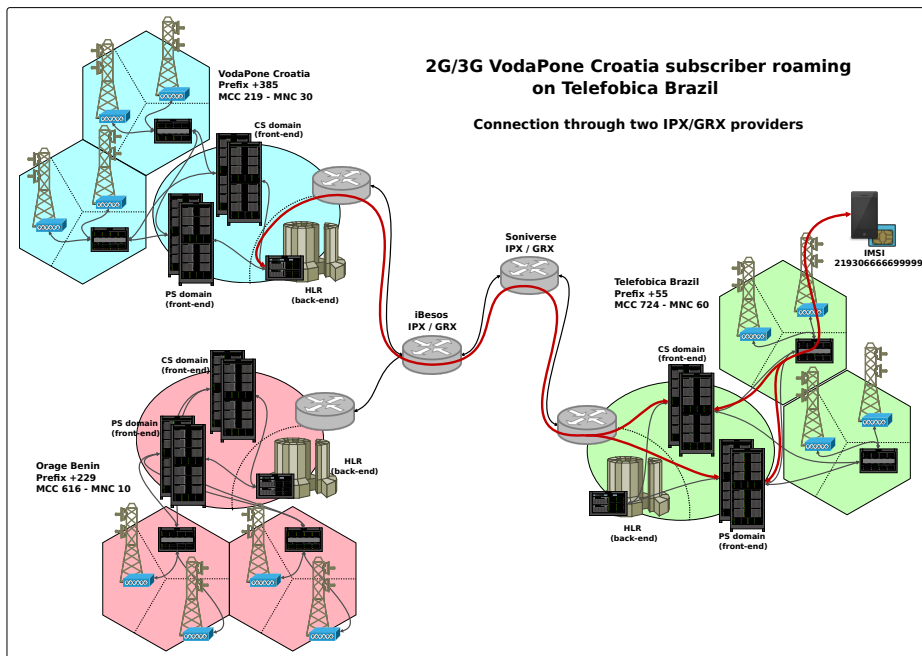 2G/3G VodaPone Croatia subscriber roaming
on Telefobica Brazil
Connection through two IPX/GRX providers
VodaPone Croatia
Prefix +385
MCC 219 - MNC 30
CS domain
(front-end)
PS domain
(front-end)
HLR
(back-end)
iBesos
IPX / GRX
Soniverse
IPX / GRX
IMSI
219306666699999
Telefobica Brazil
Prefix +55
MCC 724 - MNC 60
CS domain
(front-end)
HLR
(back-end)
PS domain
(front-end)
CS domain
(front-end)
PS domain
(front-end)
HLR
(back-end)
Orage Benin
Prefix +229
MCC 616 - MNC 10